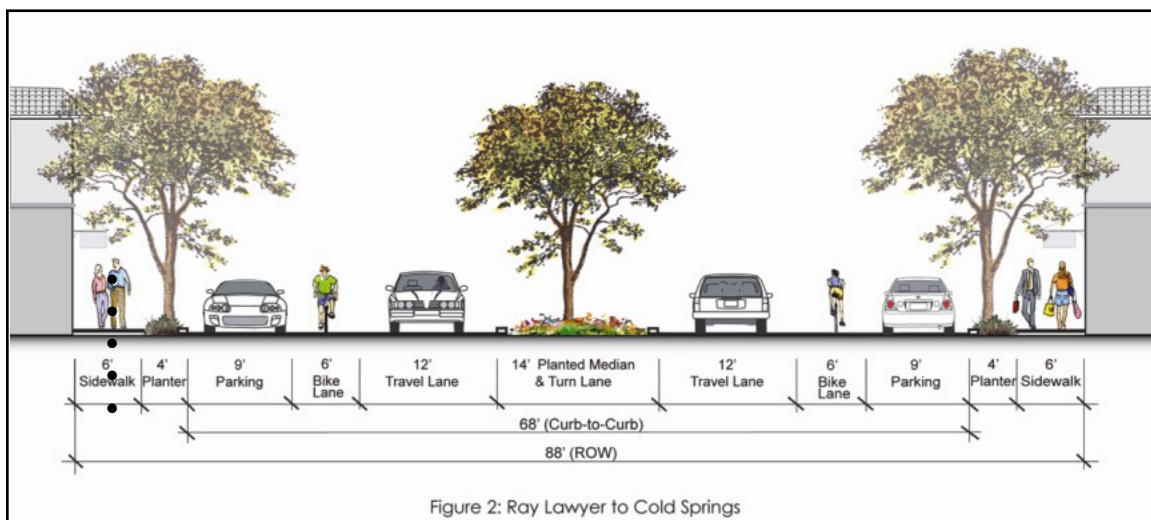 6' 4' 9' 6' 12' 14' Planted Median 12' 6' 9' 4' 6'
Sidewalk Planter Parking Bike Travel Lane & Turn Lane Travel Lane Bike Parking Planter Sidewalk
Lane Lane
68' (Curb-to-Curb)
88' (ROW)
Figure 2: Ray Lawyer to Cold Springs